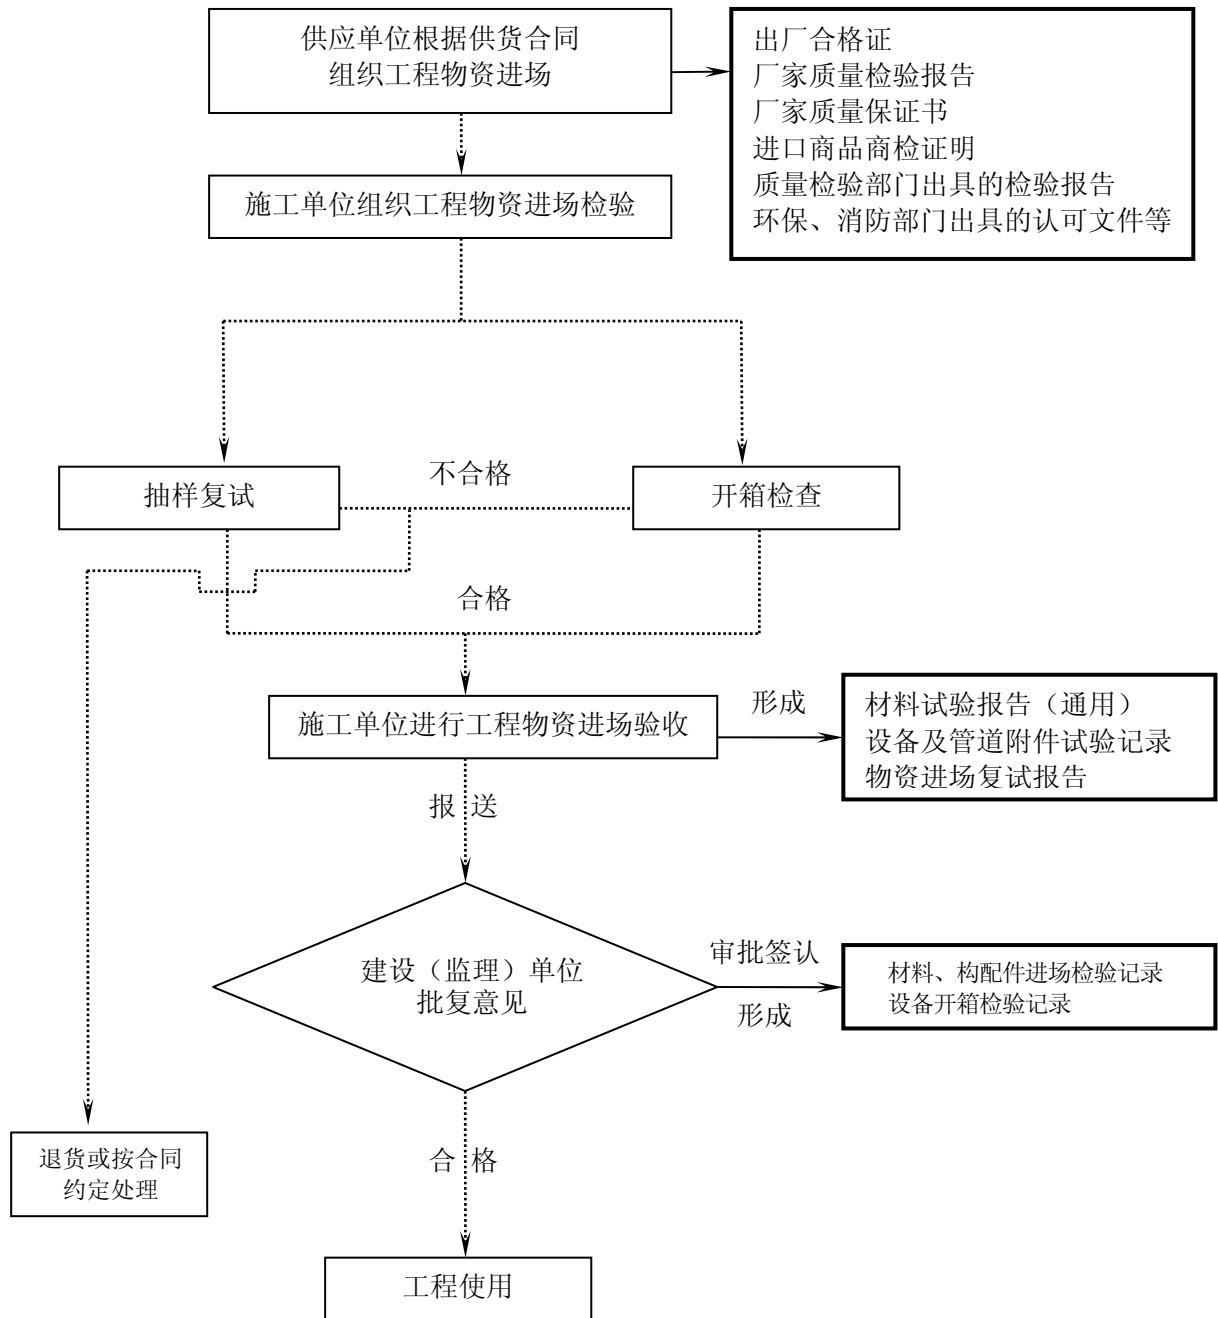 供应单位根据供货合同
组织工程物资进场
出厂合格证
厂家质量检验报告
厂家质量保证书
进口商品商检证明
质量检验部门出具的检验报告
环保、消防部门出具的认可文件等
施工单位组织工程物资进场检验
抽样复试
不合格
开箱检查
合格
施工单位进行工程物资进场验收
形成
材料试验报告（通用）
设备及管道附件试验记录
物资进场复试报告
报送
建设（监理）单位
批复意见
审批签认
形成
材料、构配件进场检验记录
设备开箱检验记录
退货或按合同
约定处理
合格
工程使用